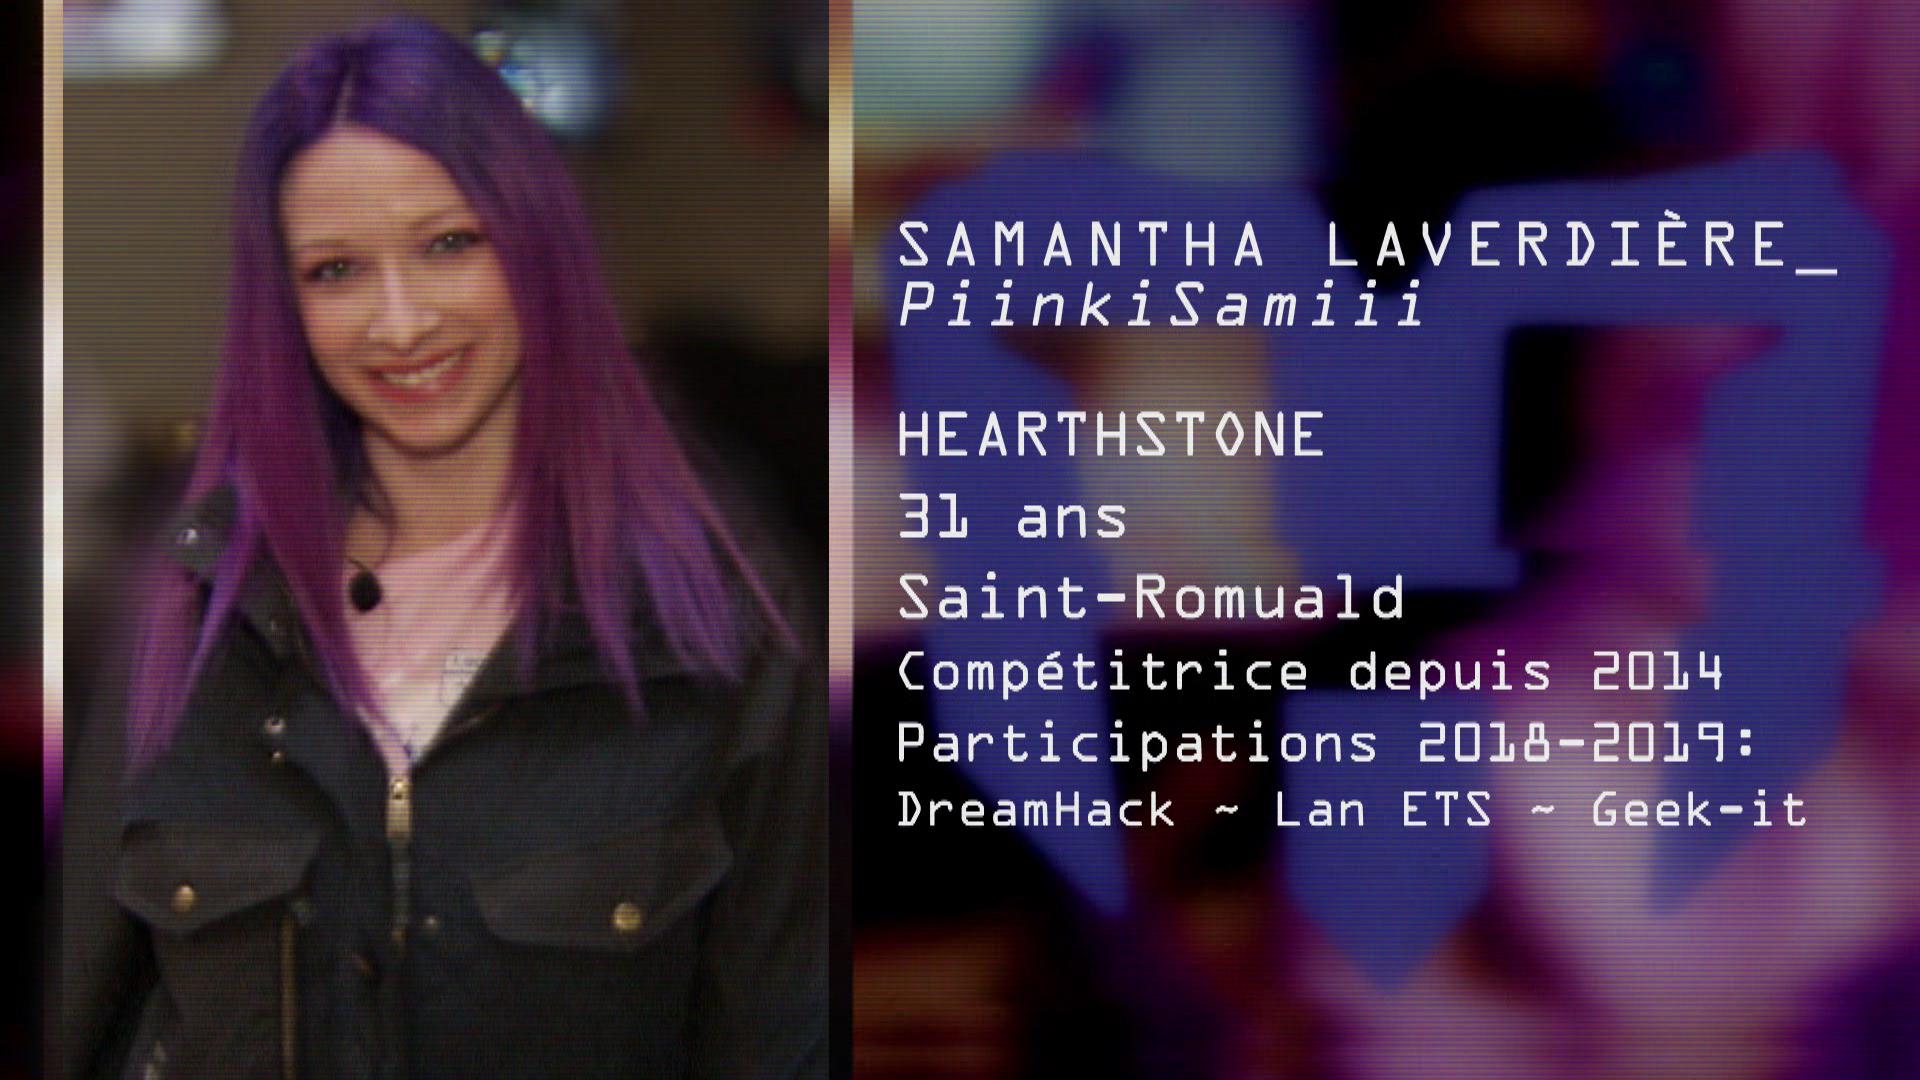 SAMANTHA LAVERDIÈRE_
PiinkiSamiii
HEARTHSTONE
31 ans
Saint-Romuald
Compétitrice depuis 2014
Participations 2018-2019:
DreamHack ~ Lan ETS ~ Geek-it